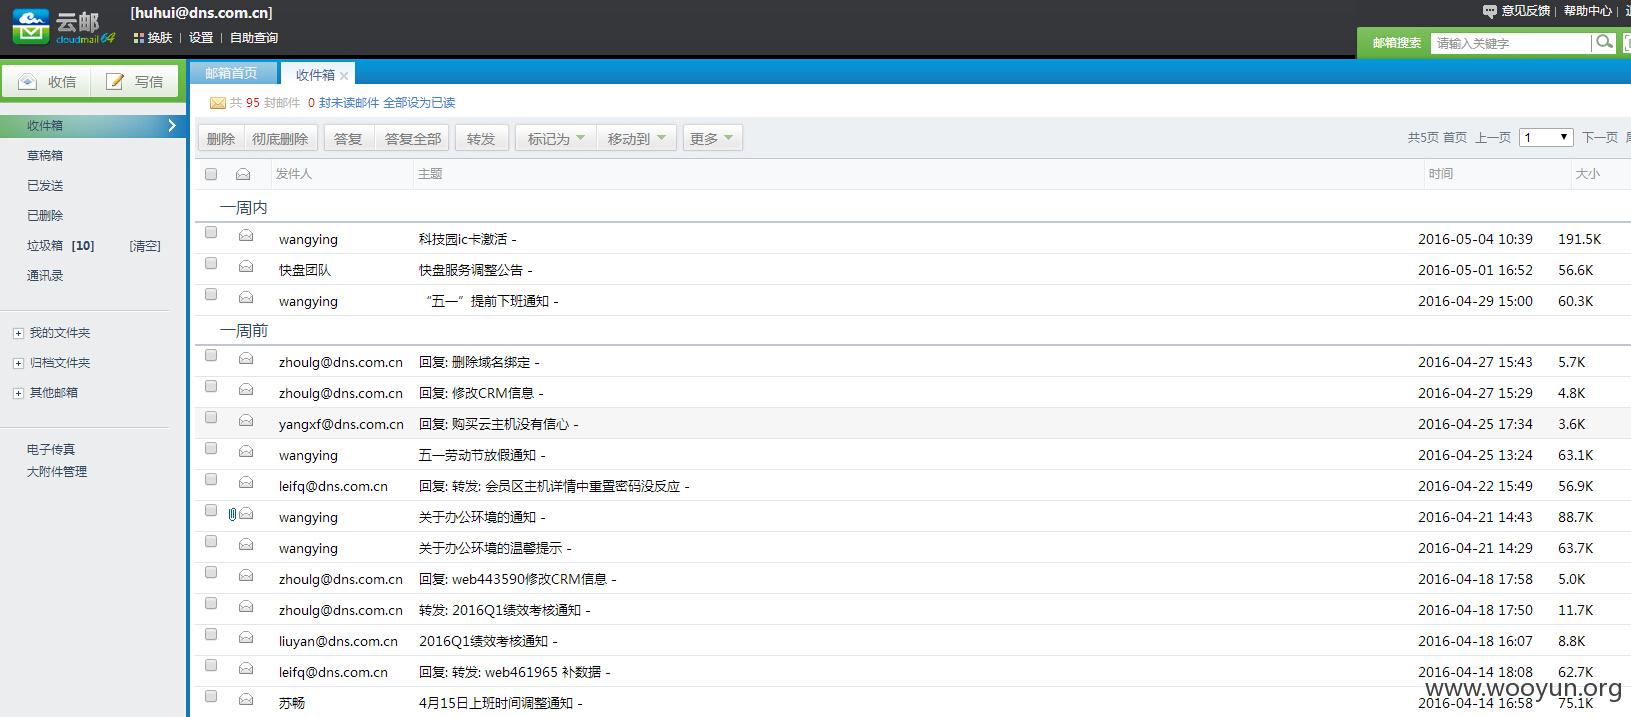 云邮
cloudmail 64
[huhui@dns.com.cn]
换肤 | 设置 | 自助查询
意见反馈 | 帮助中心 |
邮箱搜索 请输入关键字
收信 写信
邮箱首页 收件箱
共 95 封邮件 0 封未读邮件 全部设为已读
收件箱
草稿箱
已发送
已删除
垃圾箱 [10] [清空]
通讯录
我的文件夹
归档文件夹
其他邮箱
电子传真
大附件管理
删除 彻底删除 答复 答复全部 转发 标记为 移动到 更多
共5页 首页 上一页 1 下一页
发件人 主题 时间 大小
一周内
wangying 科技园ic卡激活 - 2016-05-04 10:39 191.5K
快盘团队 快盘服务调整公告 - 2016-05-01 16:52 56.6K
wangying “五一”提前下班通知 - 2016-04-29 15:00 60.3K
一周前
zhoulg@dns.com.cn 回复: 删除域名绑定 - 2016-04-27 15:43 5.7K
zhoulg@dns.com.cn 回复: 修改CRM信息 - 2016-04-27 15:29 4.8K
yangxf@dns.com.cn 回复: 购买云主机没有信心 - 2016-04-25 17:34 3.6K
wangying 五一劳动节放假通知 - 2016-04-25 13:24 63.1K
leifq@dns.com.cn 回复: 转发: 会员区主机详情中重置密码没反应 - 2016-04-22 15:49 56.9K
wangying 关于办公环境的通知 - 2016-04-21 14:43 88.7K
wangying 关于办公环境的温馨提示 - 2016-04-21 14:29 63.7K
zhoulg@dns.com.cn 回复: web443590修改CRM信息 - 2016-04-18 17:58 5.0K
zhoulg@dns.com.cn 转发: 2016Q1绩效考核通知 - 2016-04-18 17:50 11.7K
liuyan@dns.com.cn 2016Q1绩效考核通知 - 2016-04-18 16:07 8.8K
leifq@dns.com.cn 回复: 转发: web461965 补数据 - 2016-04-14 18:08 62.7K
苏畅 4月15日上班时间调整通知 - 2016-04-14 16:58 75.1K
www.wooyun.org